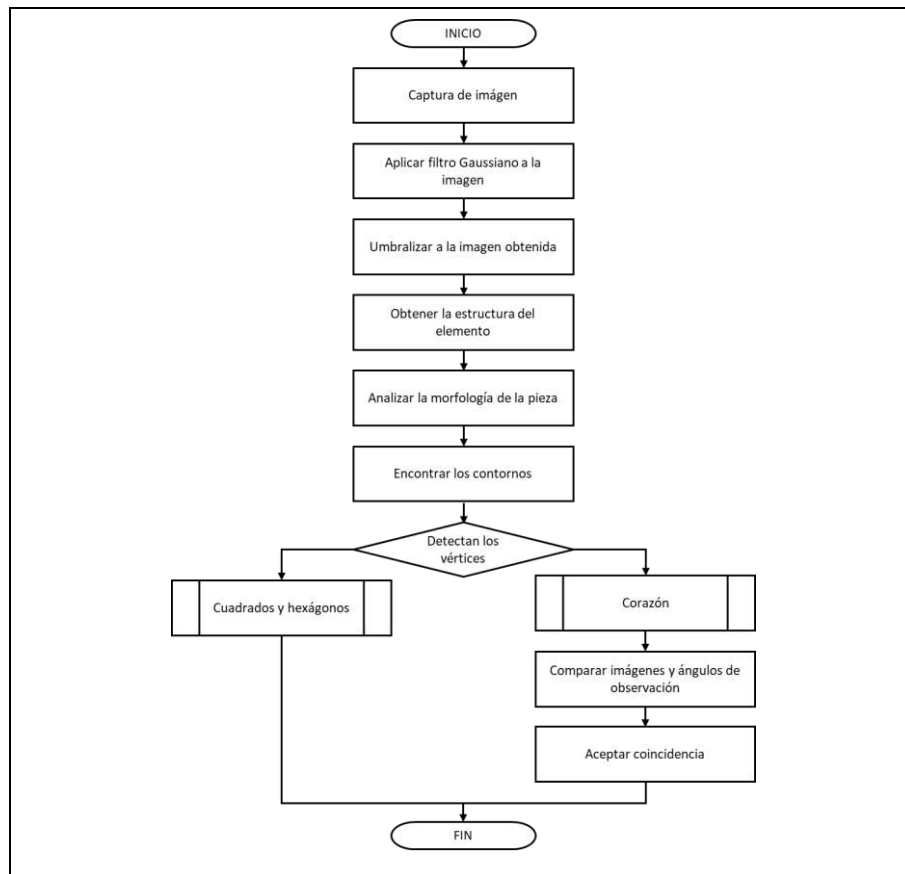 INICIO
Captura de imágen
Aplicar filtro Gaussiano a la
imagen
Umbralizar a la imagen obtenida
Obtener la estructura del
elemento
Analizar la morfología de la pieza
Encontrar los contornos
Detectan los
vértices
Cuadrados y hexágonos
Corazón
Comparar imágenes y ángulos de
observación
Aceptar coincidencia
FIN